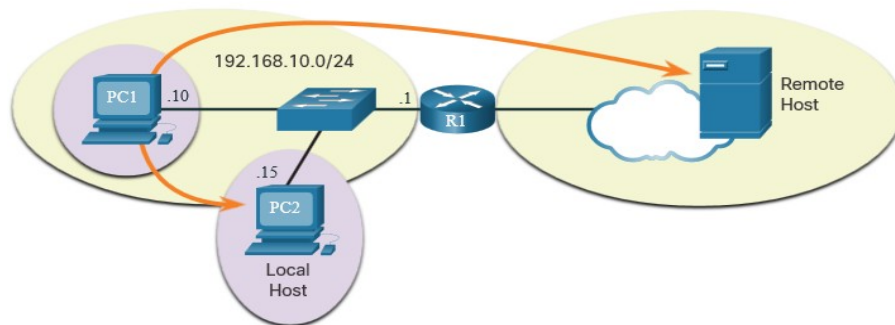 192.168.10.0/24
PC1
.10
.1
R1
Remote
Host
.15
PC2
Local
Host